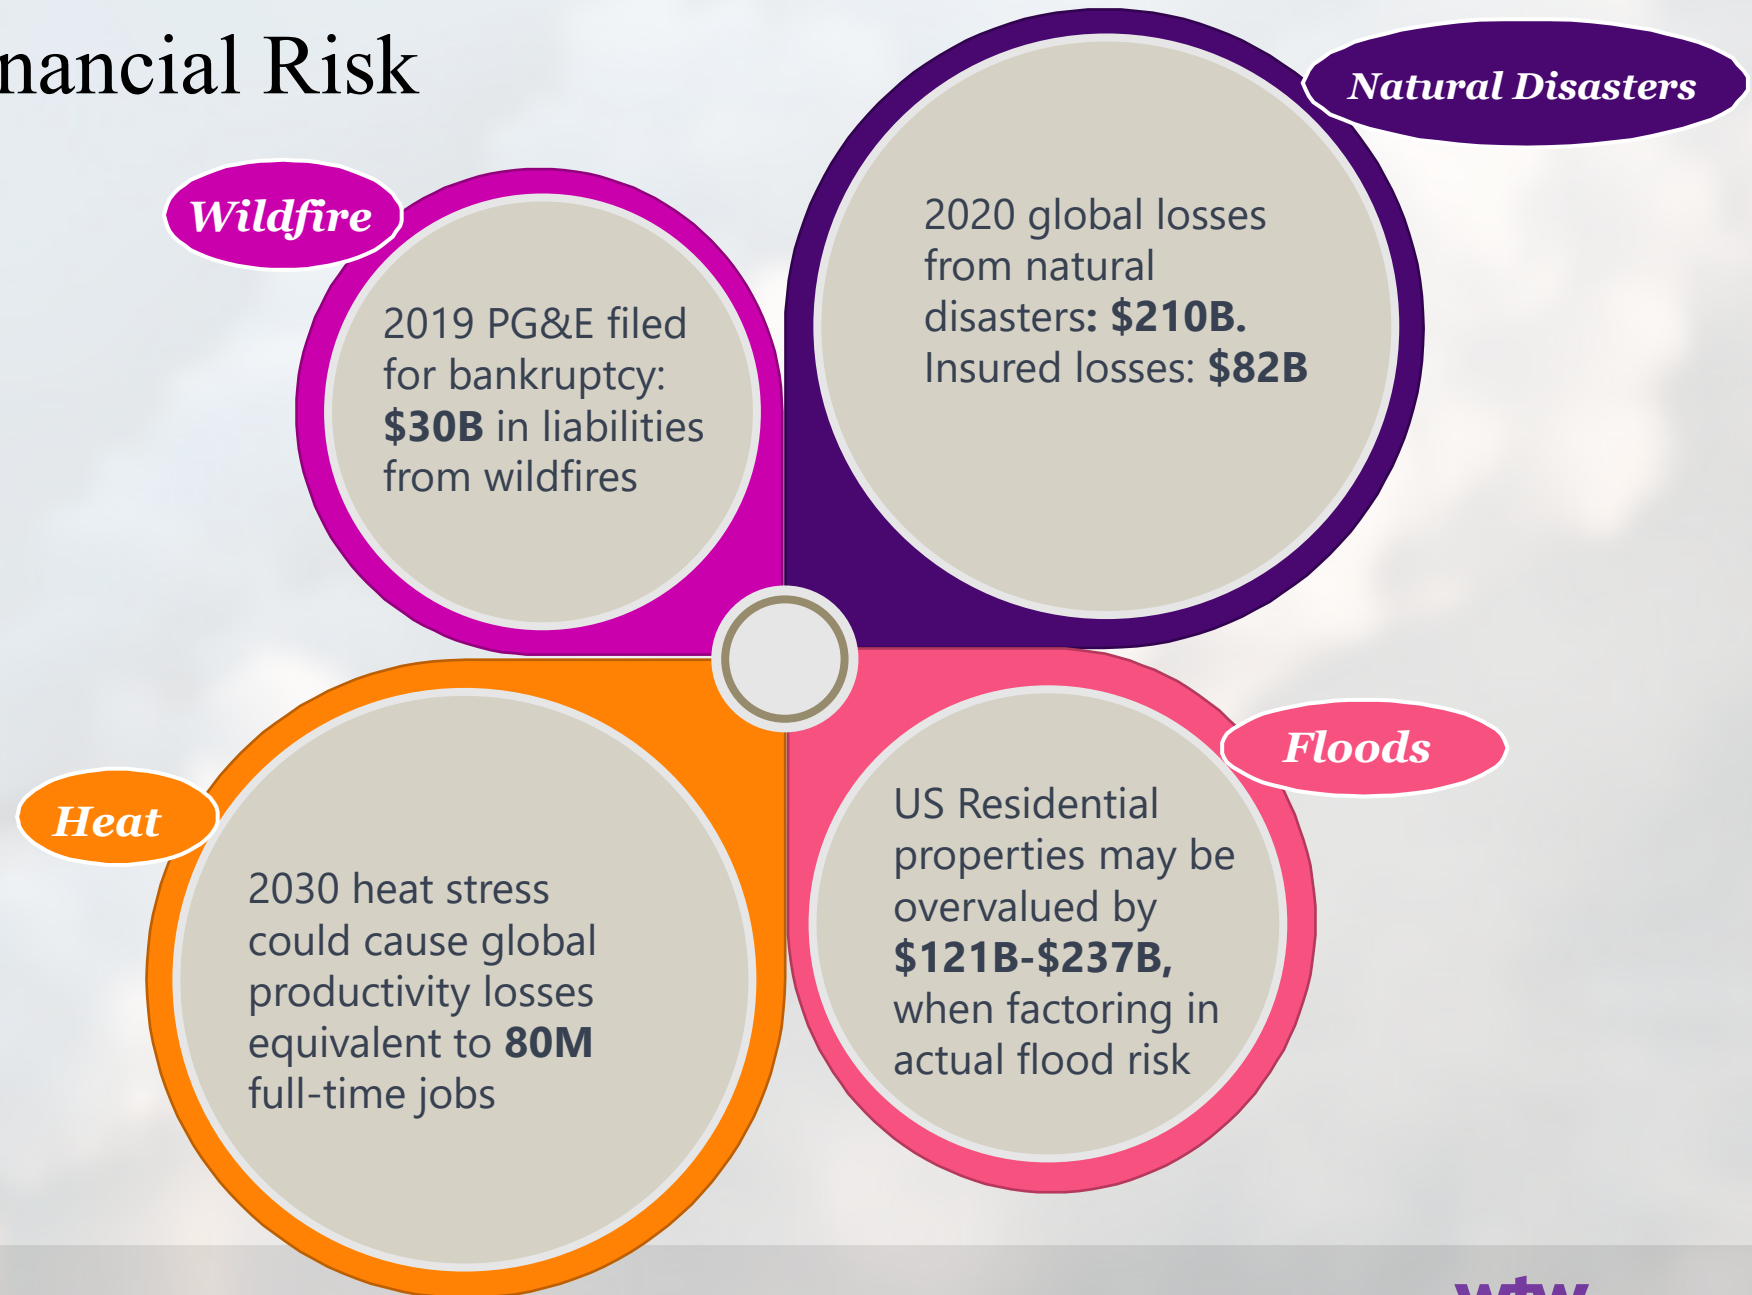 nancial Risk
Natural Disasters
Wildfire
2020 global losses
from natural
disasters: $210B.
Insured losses: $82B
2019 PG&E filed
for bankruptcy:
$30B in liabilities
from wildfires
Floods
Heat
US Residential
properties may be
overvalued by
$121B-$237B,
when factoring in
actual flood risk
2030 heat stress
could cause global
productivity losses
equivalent to 80M
full-time jobs
wtw